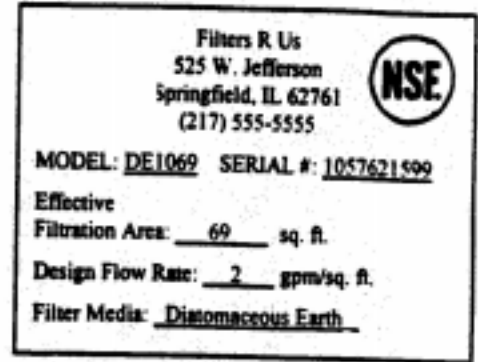 Filters R Us
525 W. Jefferson
Springfield, IL 62761
(217) 555-5555
NSF.
MODEL: DE1069 SERIAL #: 1057621599
Effective
Filtration Area: 69 sq. ft.
Design Flow Rate: 2 gpm/sq. ft.
Filter Media: Diatomaceous Earth